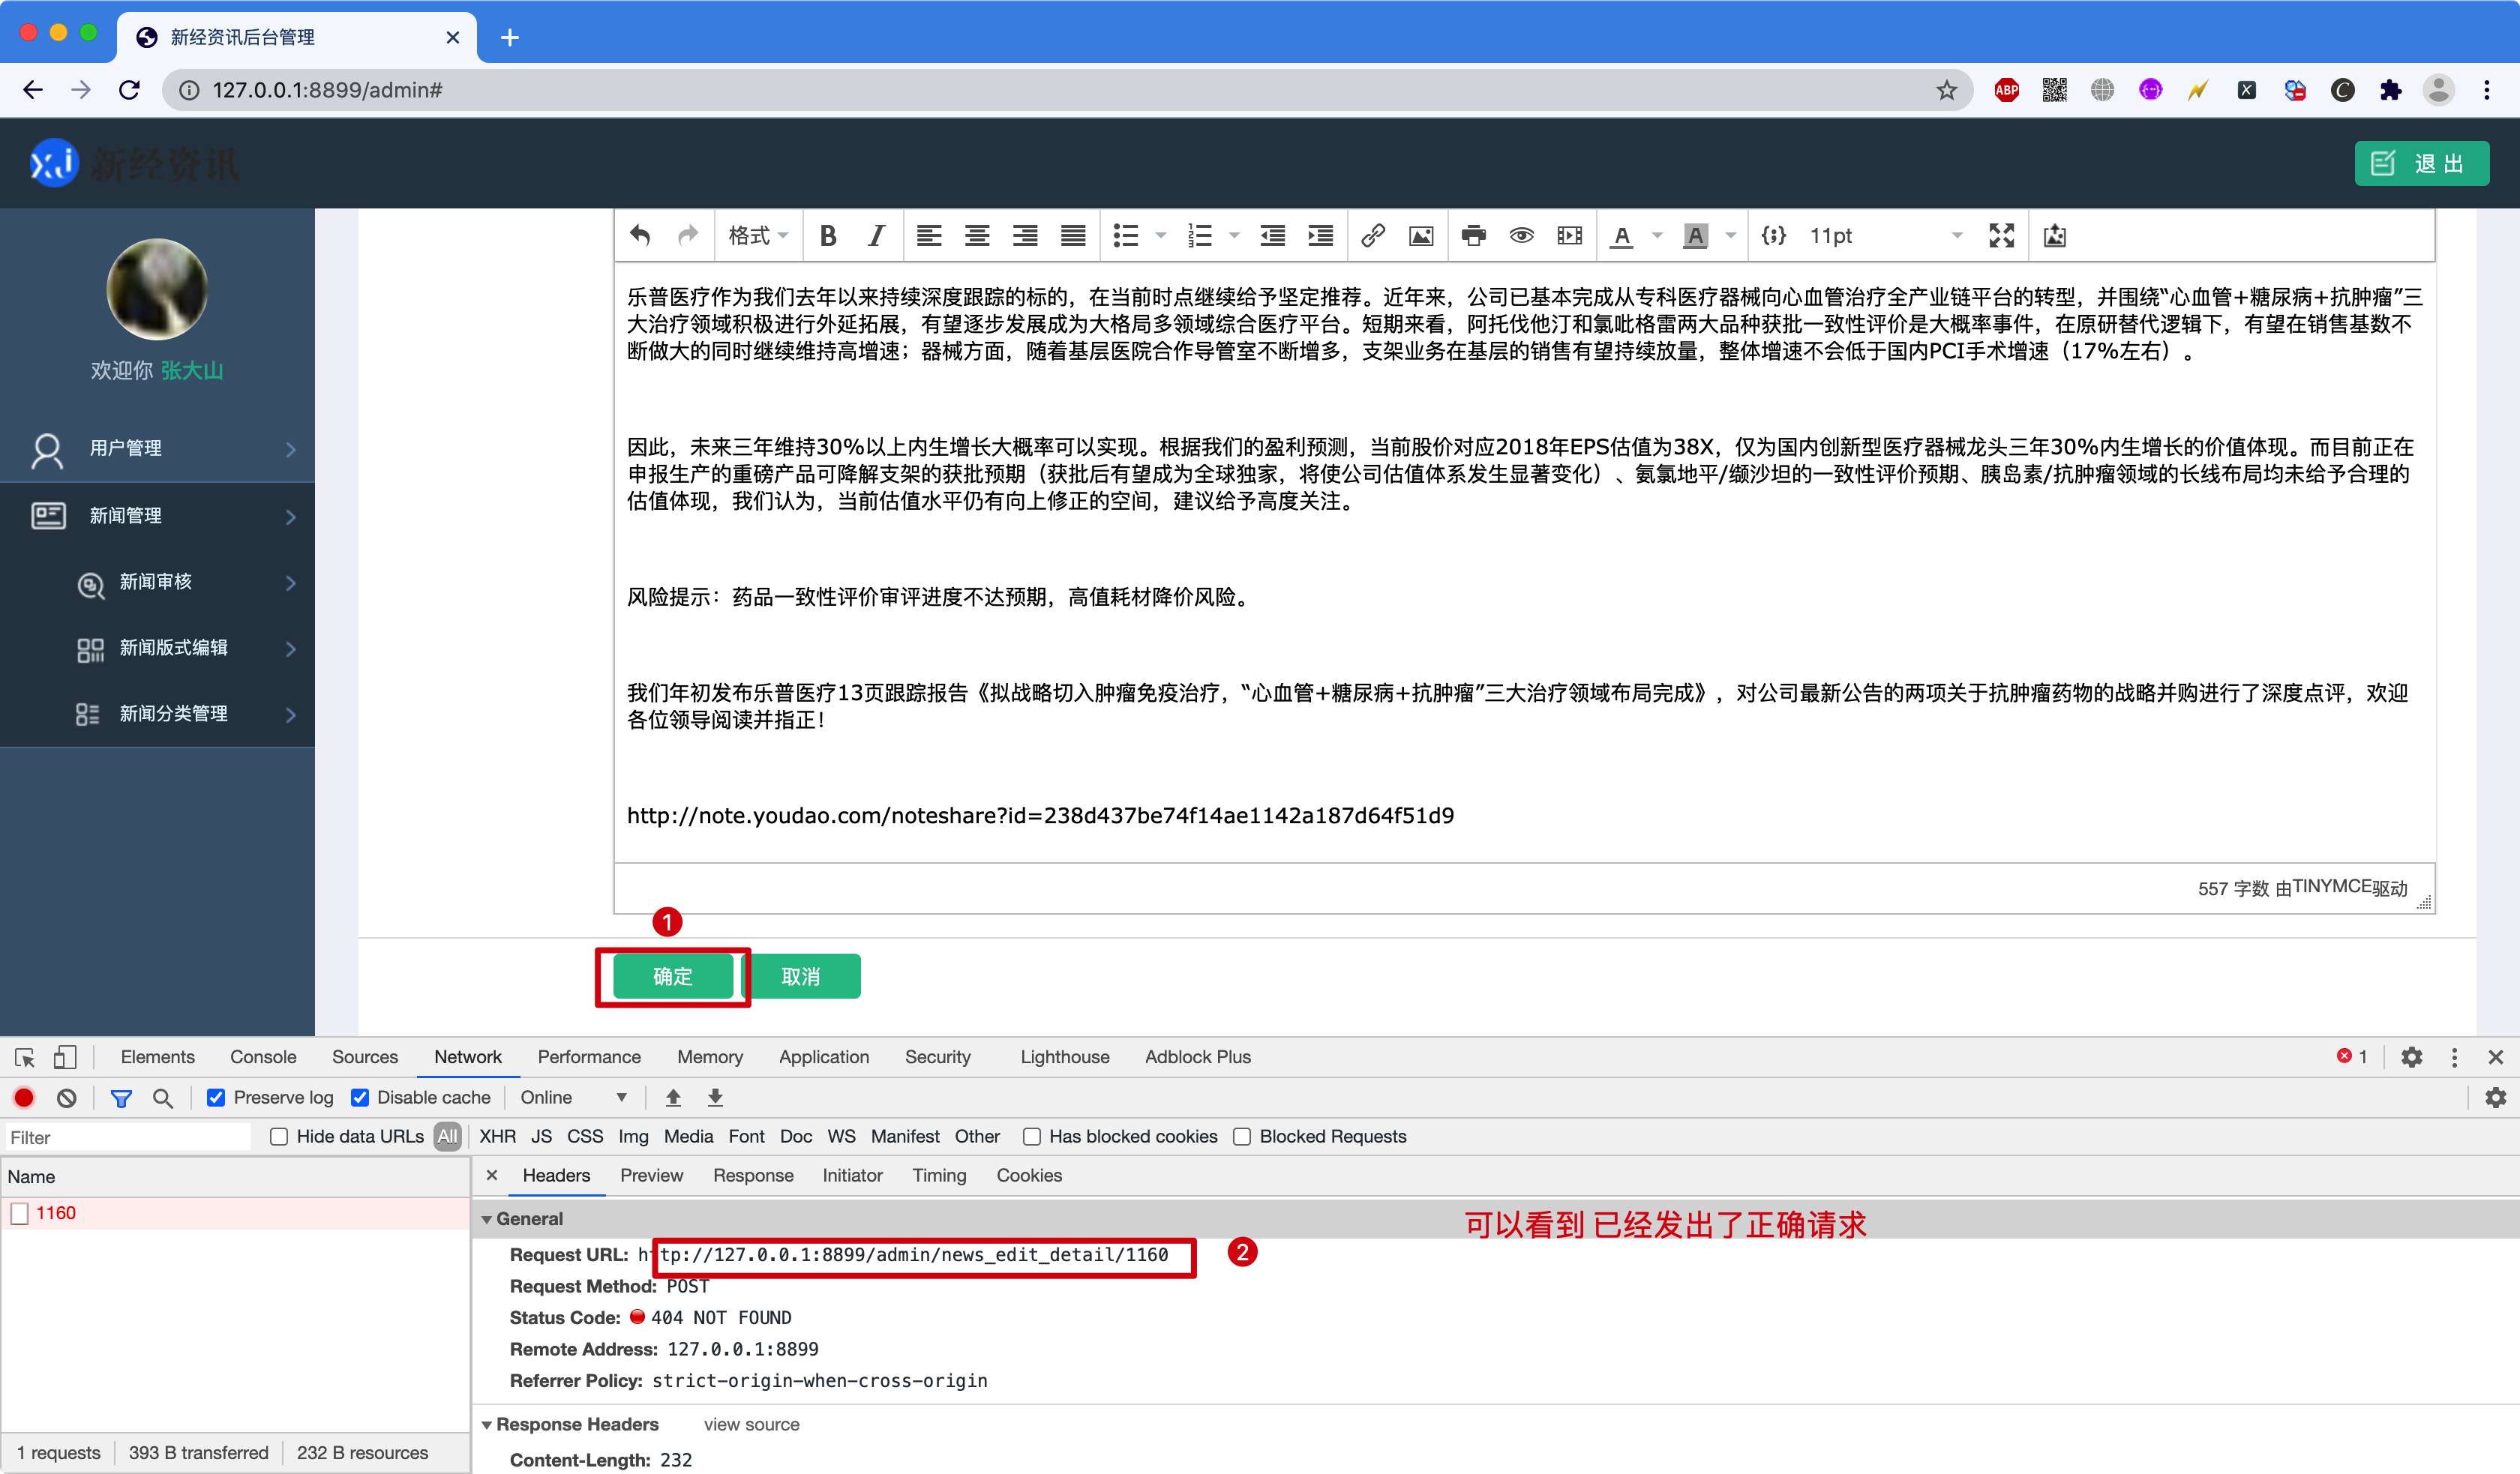 新经资讯后台管理
127.0.0.1:8899/admin#
ABP
新经资讯
退 出
欢迎你 张大山
用户管理
新闻管理
新闻审核
新闻版式编辑
新闻分类管理
格式
11pt
乐普医疗作为我们去年以来持续深度跟踪的标的，在当前时点继续给予坚定推荐。近年来，公司已基本完成从专科医疗器械向心血管治疗全产业链平台的转型，并围绕“心血管+糖尿病+抗肿瘤”三
大治疗领域积极进行外延拓展，有望逐步发展成为大格局多领域综合医疗平台。短期来看，阿托伐他汀和氯吡格雷两大品种获批一致性评价是大概率事件，在原研替代逻辑下，有望在销售基数不
断做大的同时继续维持高增速；器械方面，随着基层医院合作导管室不断增多，支架业务在基层的销售有望持续放量，整体增速不会低于国内PCI手术增速（17%左右）。
因此，未来三年维持30%以上内生增长大概率可以实现。根据我们的盈利预测，当前股价对应2018年EPS估值为38X，仅为国内创新型医疗器械龙头三年30%内生增长的价值体现。而目前正在
申报生产的重磅产品可降解支架的获批预期（获批后有望成为全球独家，将使公司估值体系发生显著变化）、氨氯地平/缬沙坦的一致性评价预期、胰岛素/抗肿瘤领域的长线布局均未给予合理的
估值体现，我们认为，当前估值水平仍有向上修正的空间，建议给予高度关注。
风险提示：药品一致性评价审评进度不达预期，高值耗材降价风险。
我们年初发布乐普医疗13页跟踪报告《拟战略切入肿瘤免疫治疗，“心血管+糖尿病+抗肿瘤”三大治疗领域布局完成》，对公司最新公告的两项关于抗肿瘤药物的战略并购进行了深度点评，欢迎
各位领导阅读并指正！
http://note.youdao.com/noteshare?id=238d437be74f14ae1142a187d64f51d9
557 字数 由TINYMCE驱动
1
确定 取消
Elements Console Sources Network Performance Memory Application Security Lighthouse Adblock Plus 1
Preserve log Disable cache Online
Filter Hide data URLs All XHR JS CSS Img Media Font Doc WS Manifest Other Has blocked cookies Blocked Requests
Name
Headers Preview Response Initiator Timing Cookies
1160
General
可以看到 已经发出了正确请求
Request URL: http://127.0.0.1:8899/admin/news_edit_detail/1160
2
Request Method: POST
Status Code: 404 NOT FOUND
Remote Address: 127.0.0.1:8899
Referrer Policy: strict-origin-when-cross-origin
Response Headers view source
Content-Length: 232
1 requests 393 B transferred 232 B resources